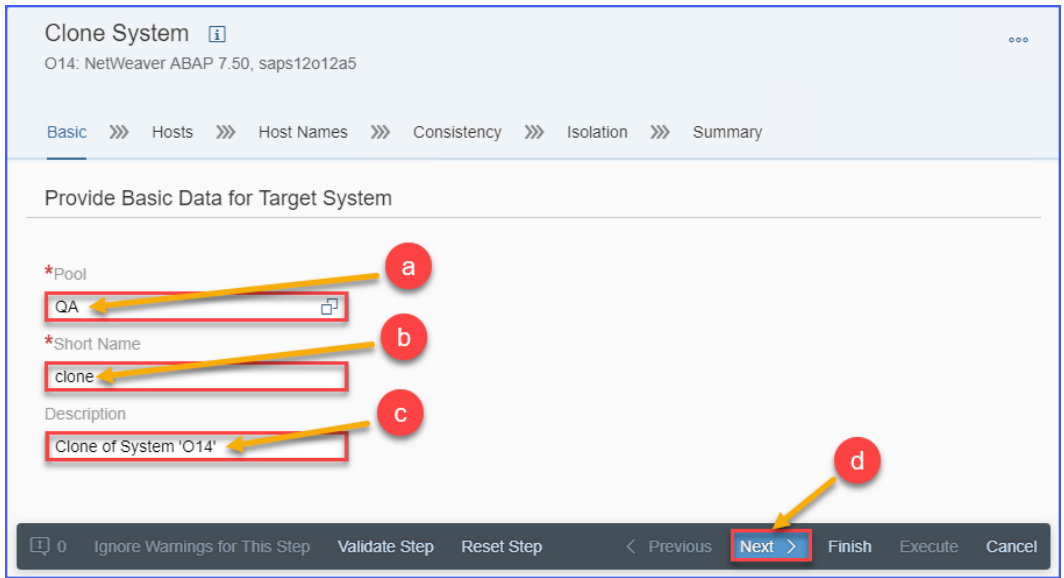 Clone System
O14: NetWeaver ABAP 7.50, saps12o12a5
Basic Hosts Host Names Consistency Isolation Summary
Provide Basic Data for Target System
*Pool
a
QA
*Short Name
b
clone
Description
c
Clone of System 'O14'
d
0 Ignore Warnings for This Step Validate Step Reset Step < Previous Next > Finish Execute Cancel